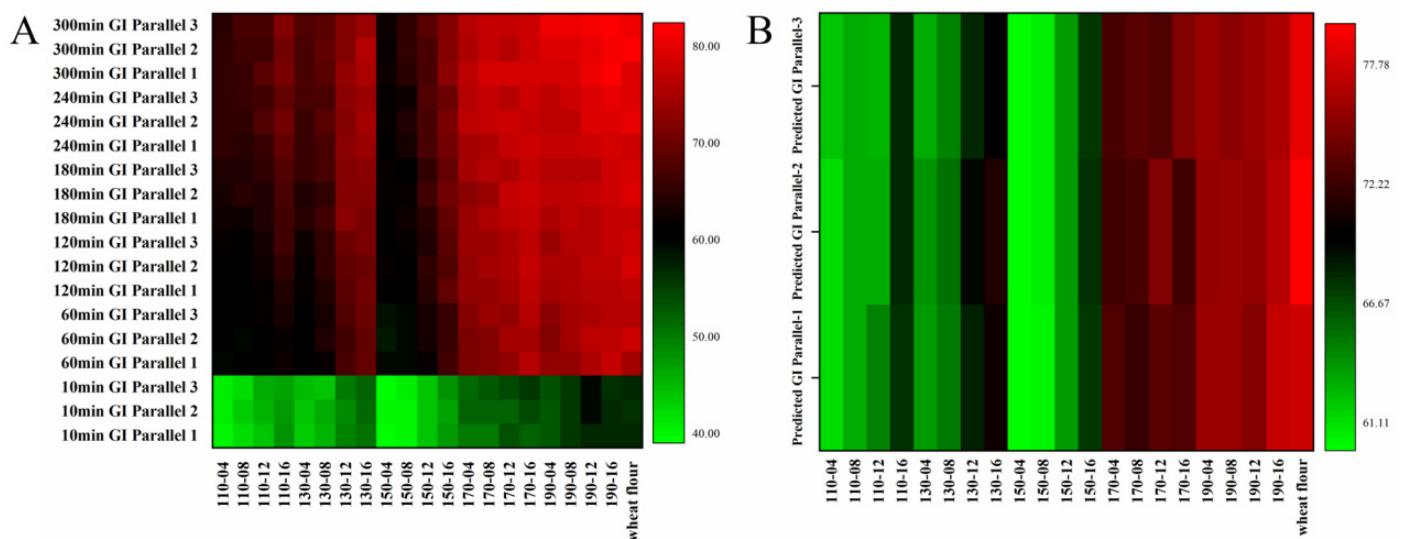 A
300min GI Parallel 3
300min GI Parallel 2
300min GI Parallel 1
240min GI Parallel 3
240min GI Parallel 2
240min GI Parallel 1
180min GI Parallel 3
180min GI Parallel 2
180min GI Parallel 1
120min GI Parallel 3
120min GI Parallel 2
120min GI Parallel 1
60min GI Parallel 3
60min GI Parallel 2
60min GI Parallel 1
10min GI Parallel 3
10min GI Parallel 2
10min GI Parallel 1
110-04
110-08
110-12
110-16
130-04
130-08
130-12
130-16
150-04
150-08
150-12
150-16
170-04
170-08
170-12
170-16
190-04
190-08
190-12
190-16
wheat flour
80.00
70.00
60.00
50.00
40.00
B
Predicted GI Parallel-3
Predicted GI Parallel-2
Predicted GI Parallel-1
110-04
110-08
110-12
110-16
130-04
130-08
130-12
130-16
150-04
150-08
150-12
150-16
170-04
170-08
170-12
170-16
190-04
190-08
190-12
190-16
wheat flour
77.78
72.22
66.67
61.11